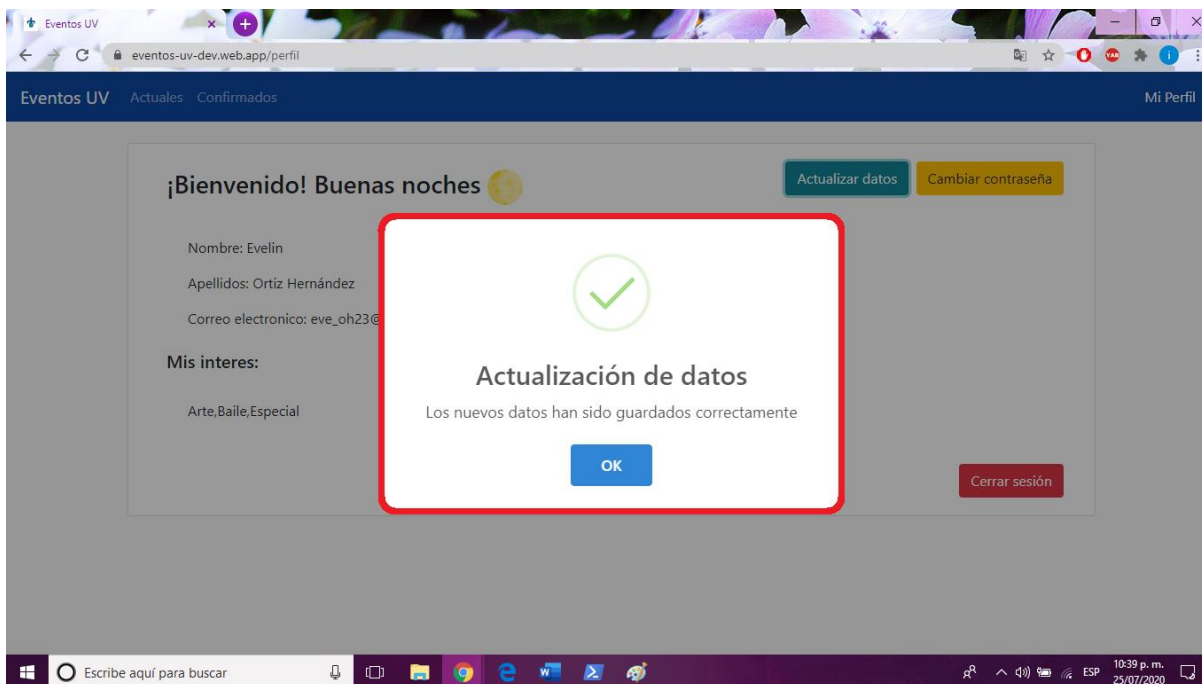 Eventos UV
eventos-uv-dev.web.app/perfil
Eventos UV Actuales Confirmados Mi Perfil
¡Bienvenido! Buenas noches Actualizar datos Cambiar contraseña
Nombre: Evelin
Apellidos: Ortiz Hernández
Correo electronico: eve_oh23@
Mis interes:
Arte,Baile,Especial
Actualización de datos
Los nuevos datos han sido guardados correctamente
OK
Cerrar sesión
Escribe aquí para buscar
ESP
10:39 p. m.
25/07/2020